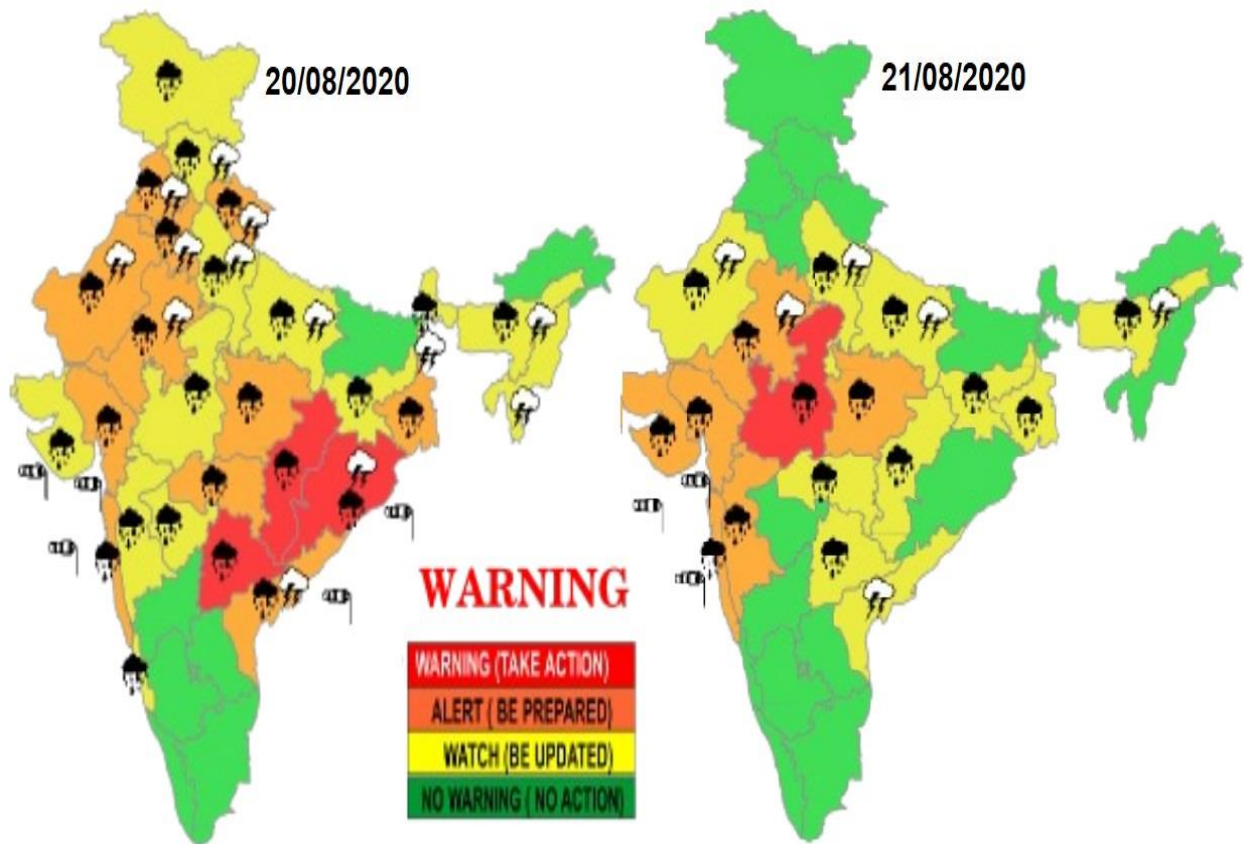 20/08/2020
21/08/2020
WARNING
WARNING (TAKE ACTION)
ALERT ( BE PREPARED)
WATCH (BE UPDATED)
NO WARNING ( NO ACTION)